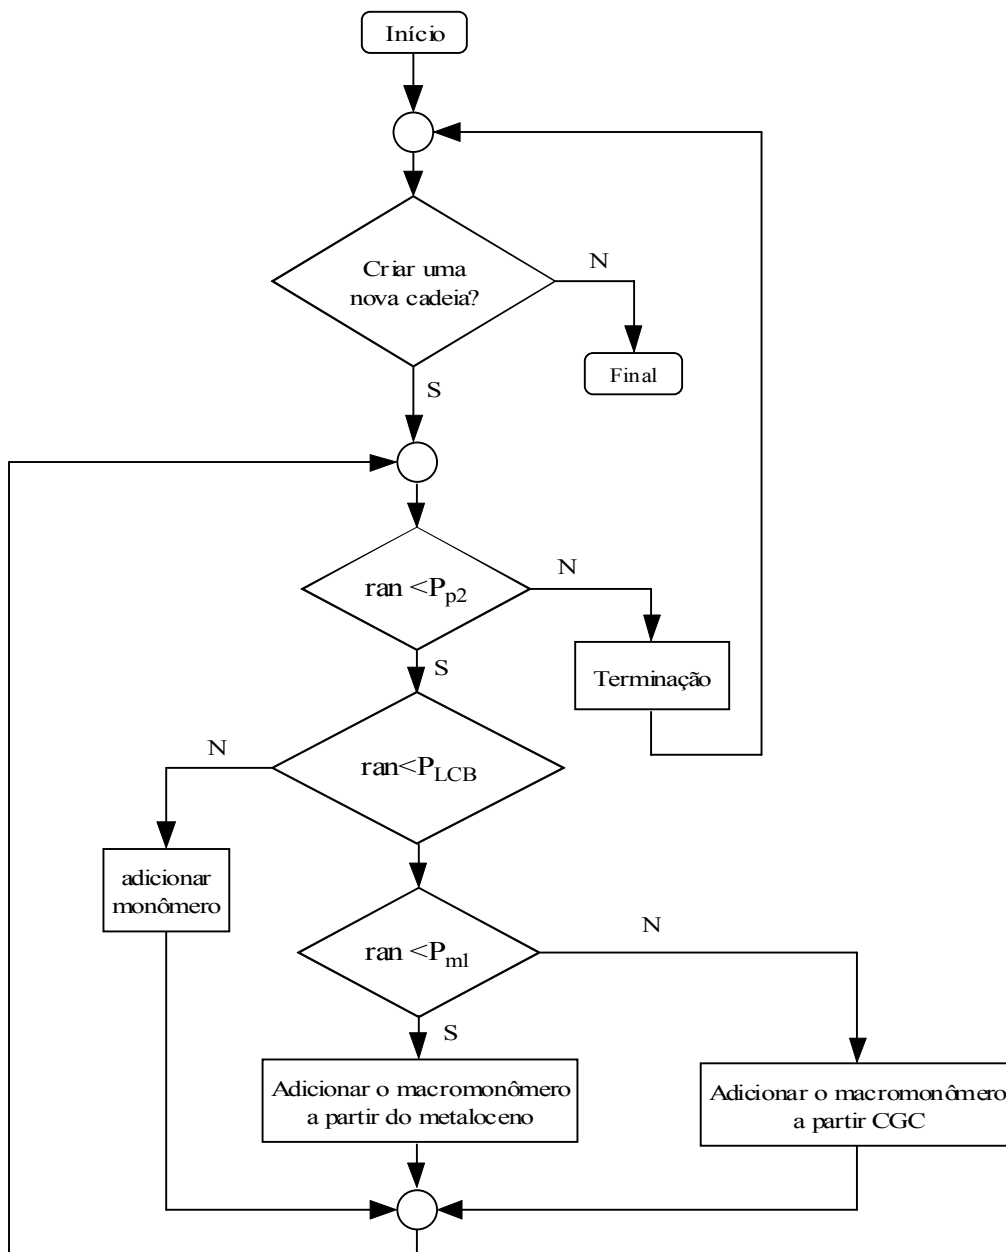 Início
Criar uma
nova cadeia?
N
Final
S
ran <Pp2
N
Terminação
S
ran<PLCB
N
adicionar
monômero
ran <Pm1
N
S
Adicionar o macromonômero
a partir do metaloceno
Adicionar o macromonômero
a partir CGC